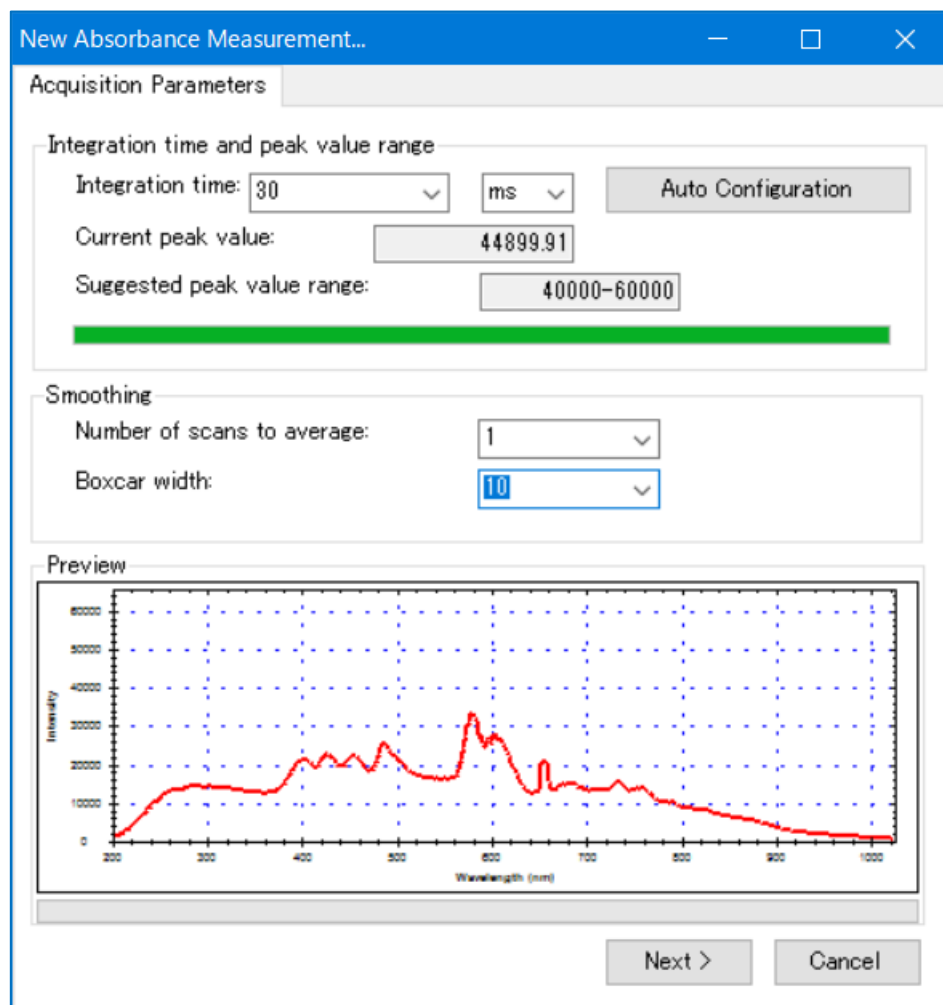 New Absorbance Measurement...
Acquisition Parameters
Integration time and peak value range
Integration time: 30 ms Auto Configuration
Current peak value: 44899.91
Suggested peak value range: 40000-60000
Smoothing
Number of scans to average: 1
Boxcar width: 10
Preview
60000
50000
40000
30000
20000
10000
0
Intensity
200 300 400 500 600 700 800 900 1000
Wavelength (nm)
Next > Cancel